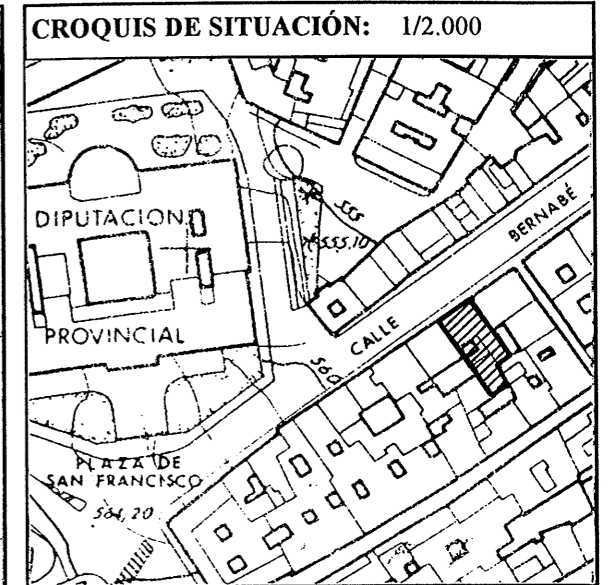 CROQUIS DE SITUACIÓN: 1/2.000
DIPUTACION
PROVINCIAL
555
555,10
BERNABÉ
CALLE
560
PLAZA DE
SAN FRANCISCO
561,20